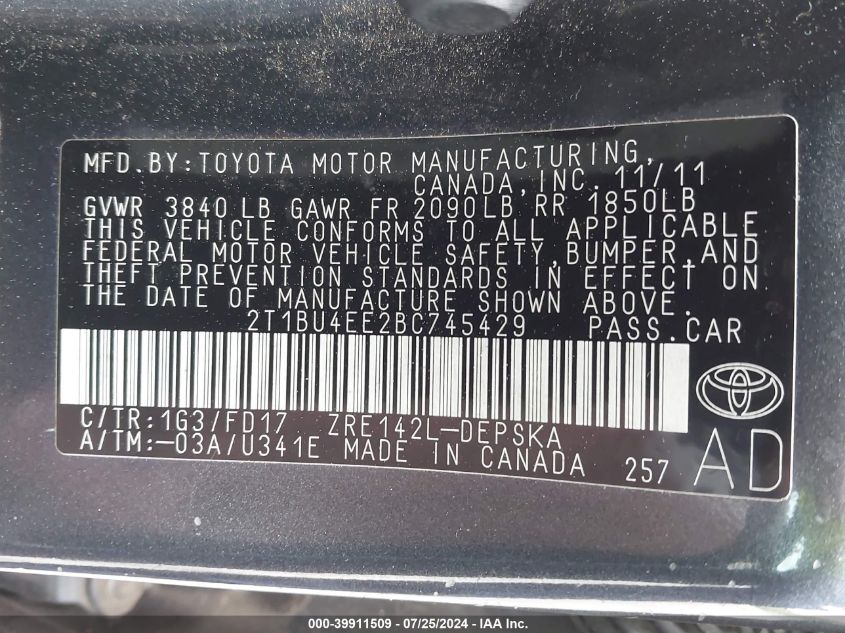 MFD.BY:TOYOTA MOTOR MANUFACTURING,
CANADA,INC. 11/11
GVWR 3840 LB GAWR FR 2090LB RR 1850LB
THIS VEHICLE CONFORMS TO ALL APPLICABLE
FEDERAL MOTOR VEHICLE SAFETY,BUMPER,AND
THEFT PREVENTION STANDARDS IN EFFECT ON
THE DATE OF MANUFACTURE SHOWN ABOVE.
2T1BU4EE2BC745429 PASS.CAR
C/TR:1G3/FD17 ZRE142L-DEPSKA
A/TM:-03A/U341E MADE IN CANADA 257 AD
000-39911509 / 07/25/2024 - IAA, Inc.